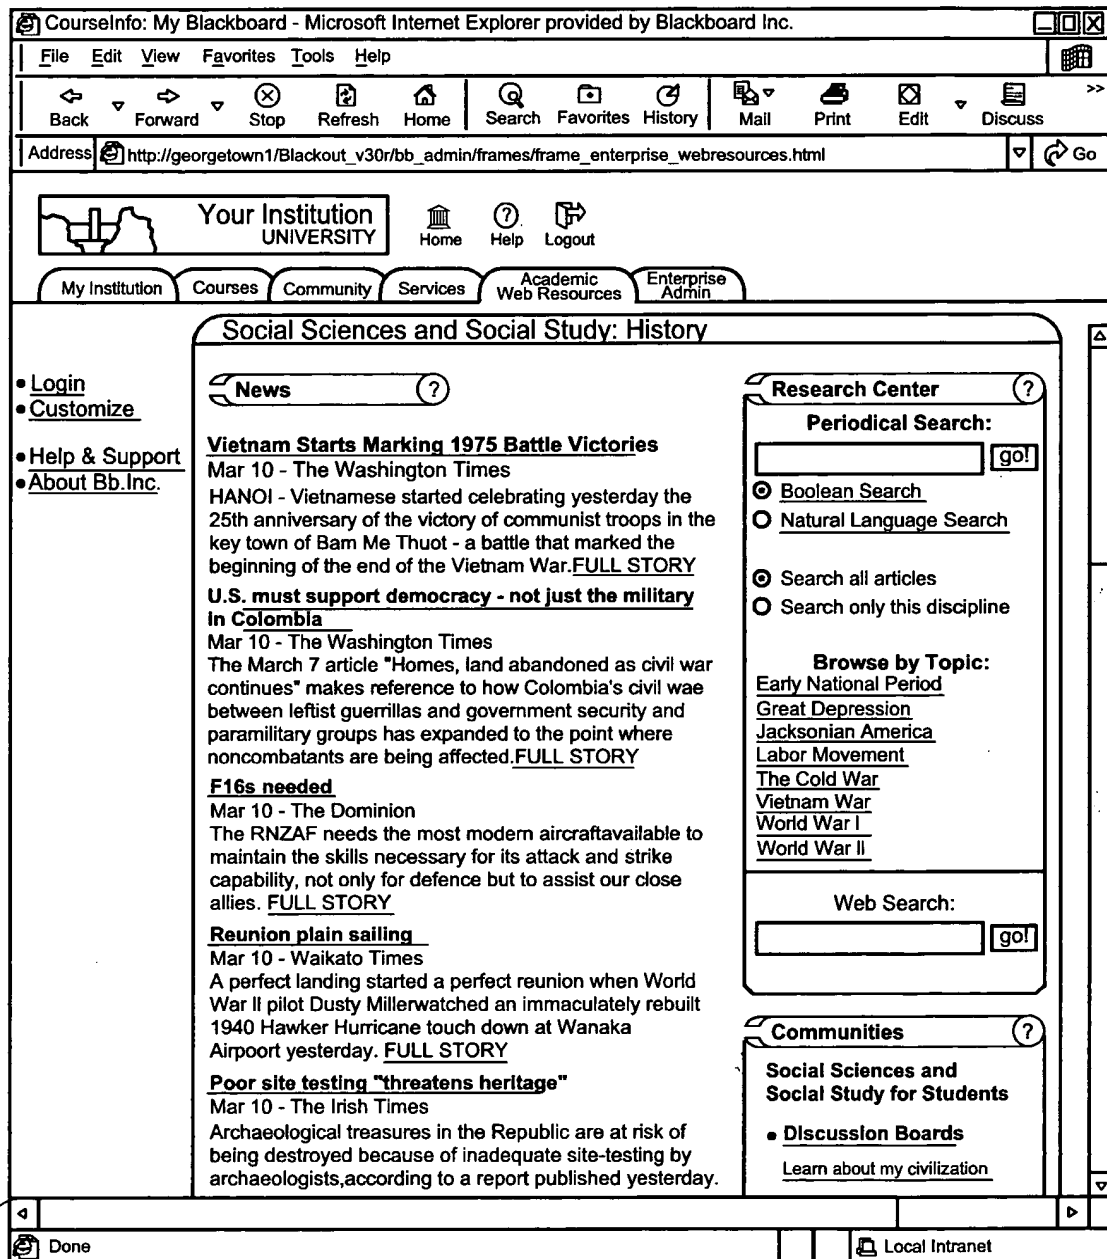 CourseInfo: My Blackboard - Microsoft Internet Explorer provided by Blackboard Inc.
File Edit View Favorites Tools Help
Back Forward Stop Refresh Home Search Favorites History Mail Print Edit Discuss >>
Address http://georgetown1/Blackout_v30r/bb_admin/frames/frame_enterprise_webresources.html Go
Your Institution
UNIVERSITY
Home Help Logout
My Institution Courses Community Services Academic Web Resources Enterprise Admin
Social Sciences and Social Study: History
Login
Customize
Help & Support
About Bb.Inc.
News ?
Vietnam Starts Marking 1975 Battle Victories
Mar 10 - The Washington Times
HANOI - Vietnamese started celebrating yesterday the
25th anniversary of the victory of communist troops in the
key town of Bam Me Thuot - a battle that marked the
beginning of the end of the Vietnam War.FULL STORY
U.S. must support democracy - not just the military
in Colombia
Mar 10 - The Washington Times
The March 7 article "Homes, land abandoned as civil war
continues" makes reference to how Colombia's civil wae
between leftist guerrillas and government security and
paramilitary groups has expanded to the point where
noncombatants are being affected.FULL STORY
F16s needed
Mar 10 - The Dominion
The RNZAF needs the most modern aircraftavailable to
maintain the skills necessary for its attack and strike
capability, not only for defence but to assist our close
allies. FULL STORY
Reunion plain sailing
Mar 10 - Waikato Times
A perfect landing started a perfect reunion when World
War II pilot Dusty Millerwatched an immaculately rebuilt
1940 Hawker Hurricane touch down at Wanaka
Airpoort yesterday. FULL STORY
Poor site testing "threatens heritage"
Mar 10 - The Irish Times
Archaeological treasures in the Republic are at risk of
being destroyed because of inadequate site-testing by
archaeologists,according to a report published yesterday.
Research Center ?
Periodical Search:
go!
Boolean Search
Natural Language Search
Search all articles
Search only this discipline
Browse by Topic:
Early National Period
Great Depression
Jacksonian America
Labor Movement
The Cold War
Vietnam War
World War I
World War II
Web Search:
go!
Communities ?
Social Sciences and
Social Study for Students
Discussion Boards
Learn about my civilization
Done
Local Intranet